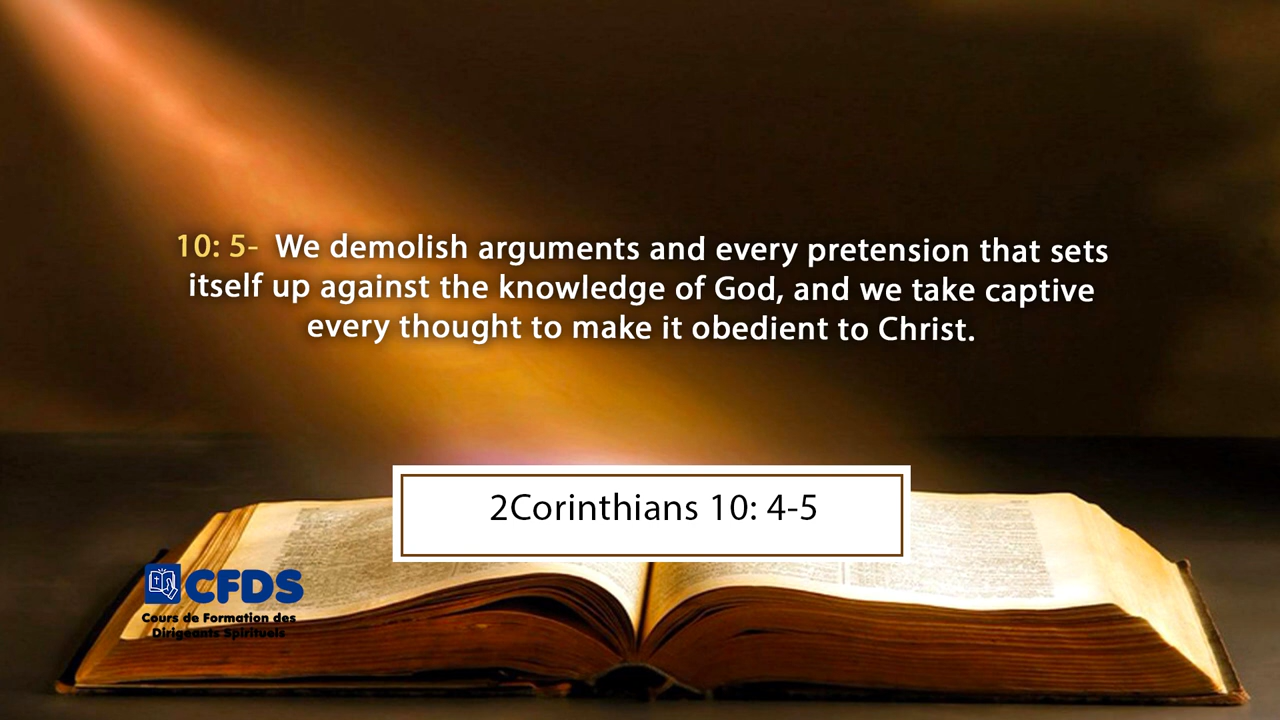 10: 5- We demolish arguments and every pretension that sets
itself up against the knowledge of God, and we take captive
every thought to make it obedient to Christ.
2Corinthians 10: 4-5
CFDS
Cours de Formation des
Dirigeants Spirituels